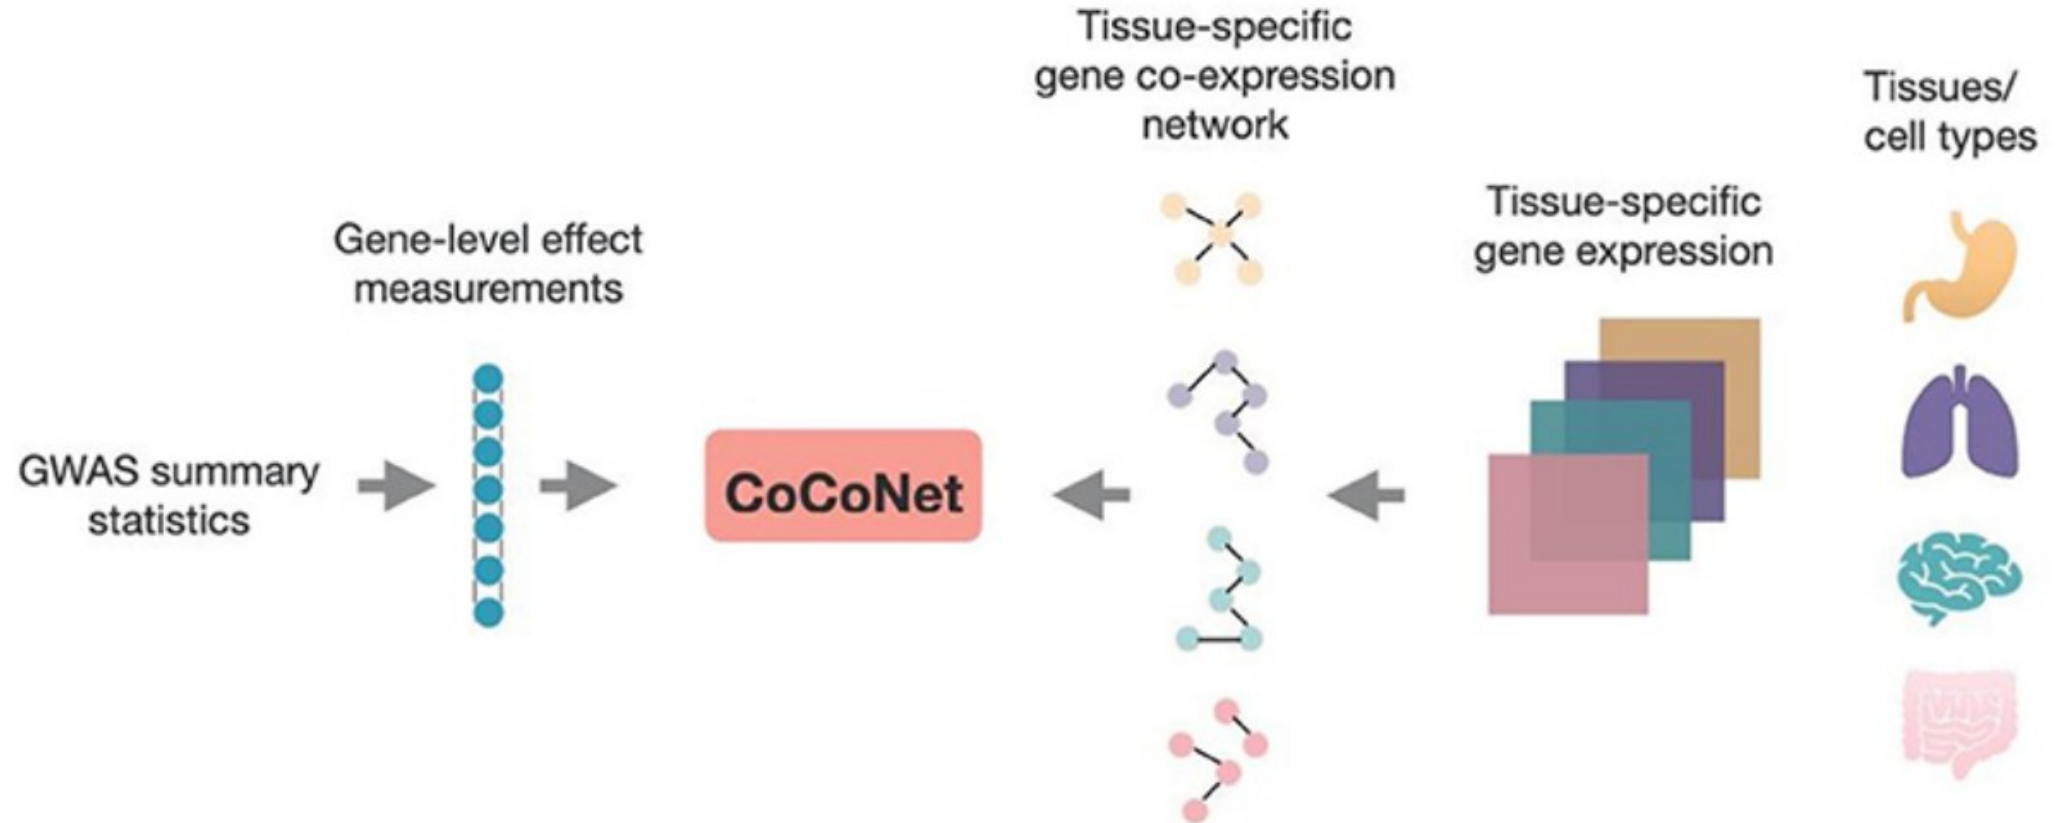 Tissue-specific
gene co-expression
network
Tissues/
cell types
Tissue-specific
gene expression
Gene-level effect
measurements
GWAS summary
statistics
CoCoNet